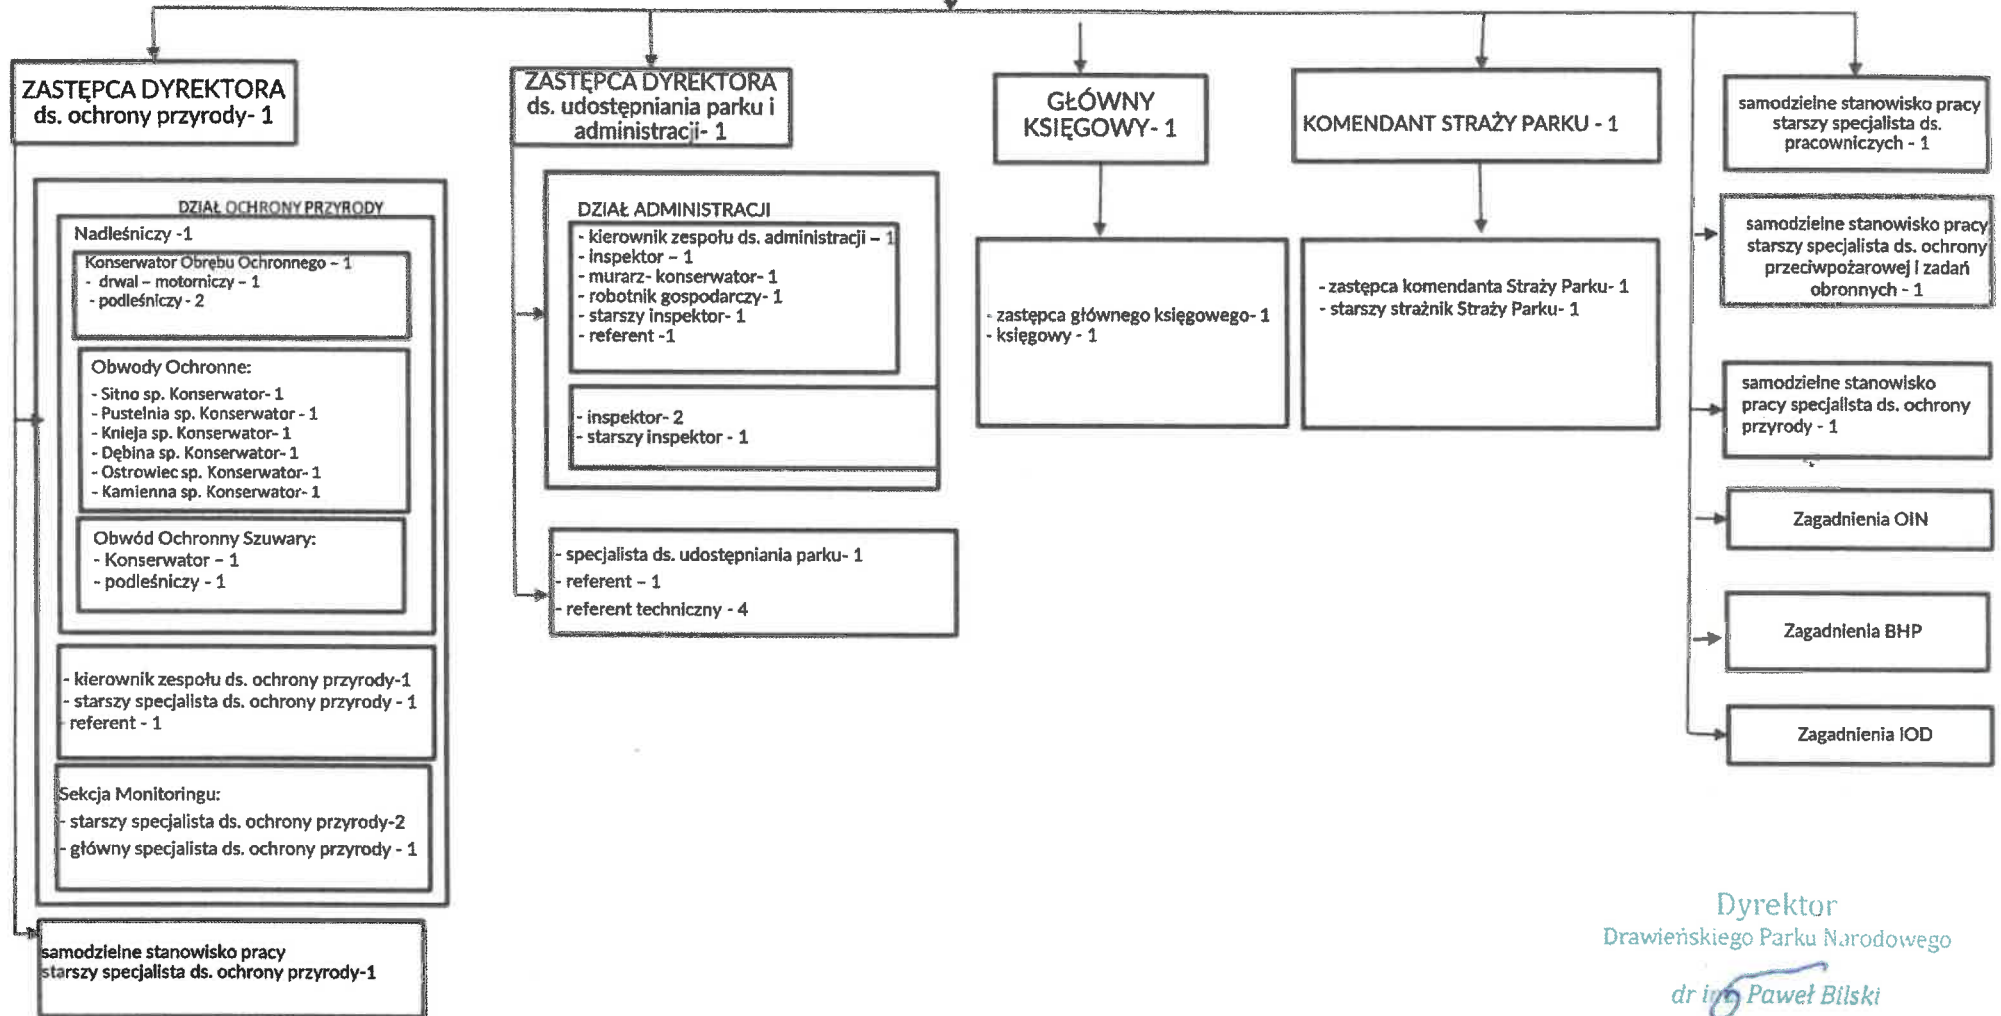 ZASTĘPCA DYREKTORA
ds. ochrony przyrody- 1
DZIAŁ OCHRONY PRZYRODY
Nadleśniczy -1
Konserwator Obrębu Ochronnego – 1
- drwal – motorniczy – 1
- podleśniczy - 2
Obwody Ochronne:
- Sitno sp. Konserwator- 1
- Pustelnia sp. Konserwator - 1
- Knieja sp. Konserwator- 1
- Dębina sp. Konserwator- 1
- Ostrowiec sp. Konserwator- 1
- Kamienna sp. Konserwator- 1
Obwód Ochronny Szuwary:
- Konserwator – 1
- podleśniczy - 1
- kierownik zespołu ds. ochrony przyrody-1
- starszy specjalista ds. ochrony przyrody - 1
- referent - 1
Sekcja Monitoringu:
- starszy specjalista ds. ochrony przyrody-2
- główny specjalista ds. ochrony przyrody - 1
samodzielne stanowisko pracy
starszy specjalista ds. ochrony przyrody-1
ZASTĘPCA DYREKTORA
ds. udostępniania parku i
administracji- 1
DZIAŁ ADMINISTRACJI
- kierownik zespołu ds. administracji – 1
- inspektor – 1
- murarz- konserwator- 1
- robotnik gospodarczy- 1
- starszy inspektor- 1
- referent -1
- inspektor- 2
- starszy inspektor - 1
- specjalista ds. udostępniania parku- 1
- referent – 1
- referent techniczny - 4
GŁÓWNY
KSIĘGOWY- 1
- zastępca głównego księgowego- 1
- księgowy - 1
KOMENDANT STRAŻY PARKU - 1
- zastępca komendanta Straży Parku- 1
- starszy strażnik Straży Parku- 1
samodzielne stanowisko pracy
starszy specjalista ds.
pracowniczych - 1
samodzielne stanowisko pracy
starszy specjalista ds. ochrony
przeciwpożarowej i zadań
obronnych - 1
samodzielne stanowisko
pracy specjalista ds. ochrony
przyrody - 1
Zagadnienia OIN
Zagadnienia BHP
Zagadnienia IOD
Dyrektor
Drawieńskiego Parku Narodowego
dr inż. Paweł Bilski